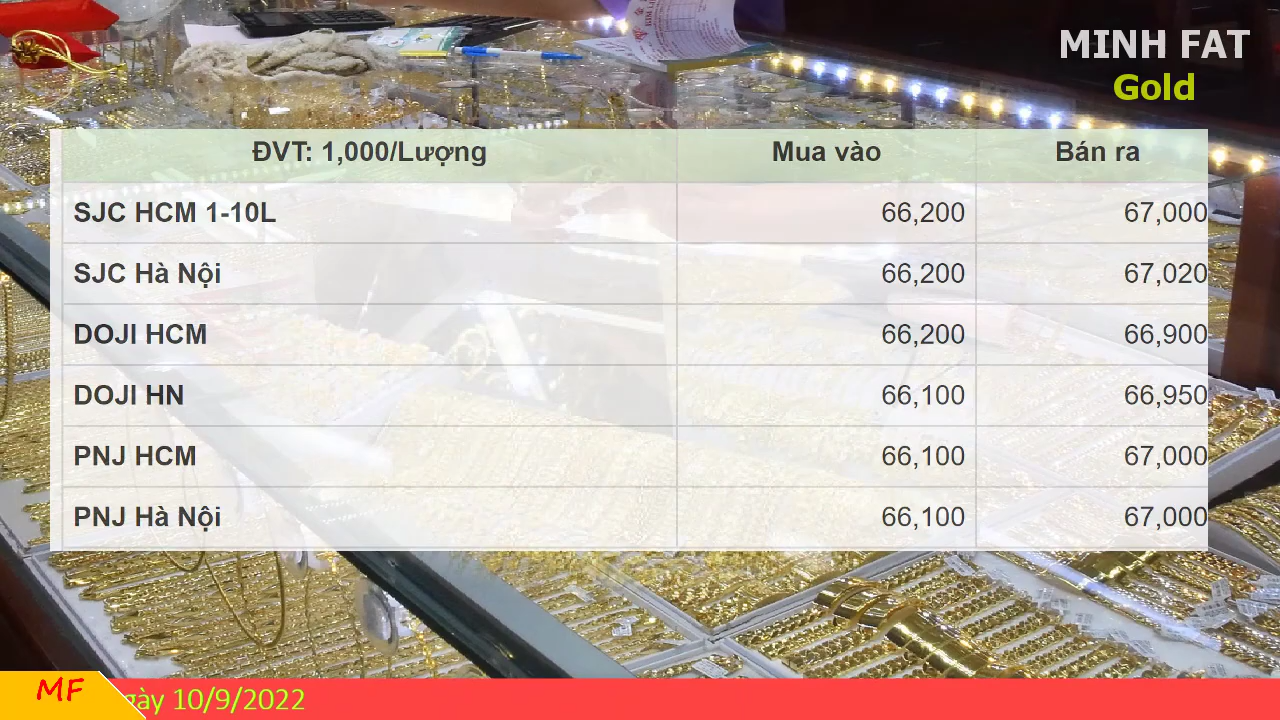 MINH FAT
Gold
ĐVT: 1,000/Lượng Mua vào Bán ra
SJC HCM 1-10L 66,200 67,000
SJC Hà Nội 66,200 67,020
DOJI HCM 66,200 66,900
DOJI HN 66,100 66,950
PNJ HCM 66,100 67,000
PNJ Hà Nội 66,100 67,000
MF gày 10/9/2022